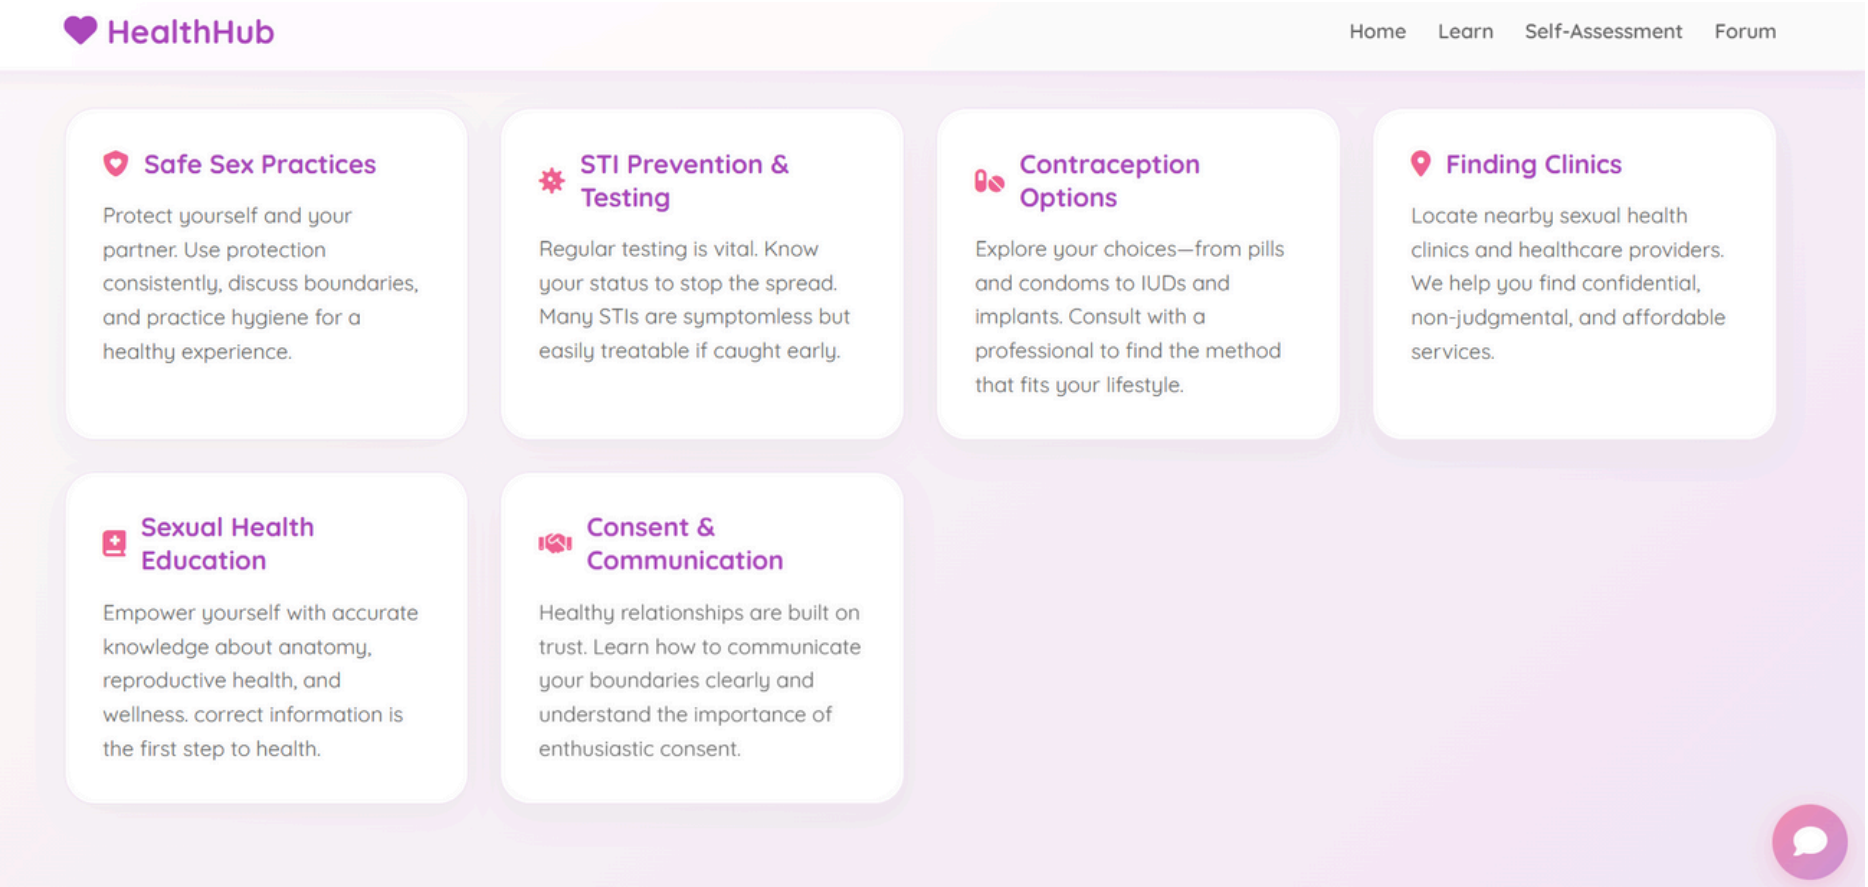 HealthHub
Home Learn Self-Assessment Forum
Safe Sex Practices
Protect yourself and your
partner. Use protection
consistently, discuss boundaries,
and practice hygiene for a
healthy experience.
STI Prevention &
Testing
Regular testing is vital. Know
your status to stop the spread.
Many STIs are symptomless but
easily treatable if caught early.
Contraception
Options
Explore your choices—from pills
and condoms to IUDs and
implants. Consult with a
professional to find the method
that fits your lifestyle.
Finding Clinics
Locate nearby sexual health
clinics and healthcare providers.
We help you find confidential,
non-judgmental, and affordable
services.
Sexual Health
Education
Empower yourself with accurate
knowledge about anatomy,
reproductive health, and
wellness. correct information is
the first step to health.
Consent &
Communication
Healthy relationships are built on
trust. Learn how to communicate
your boundaries clearly and
understand the importance of
enthusiastic consent.